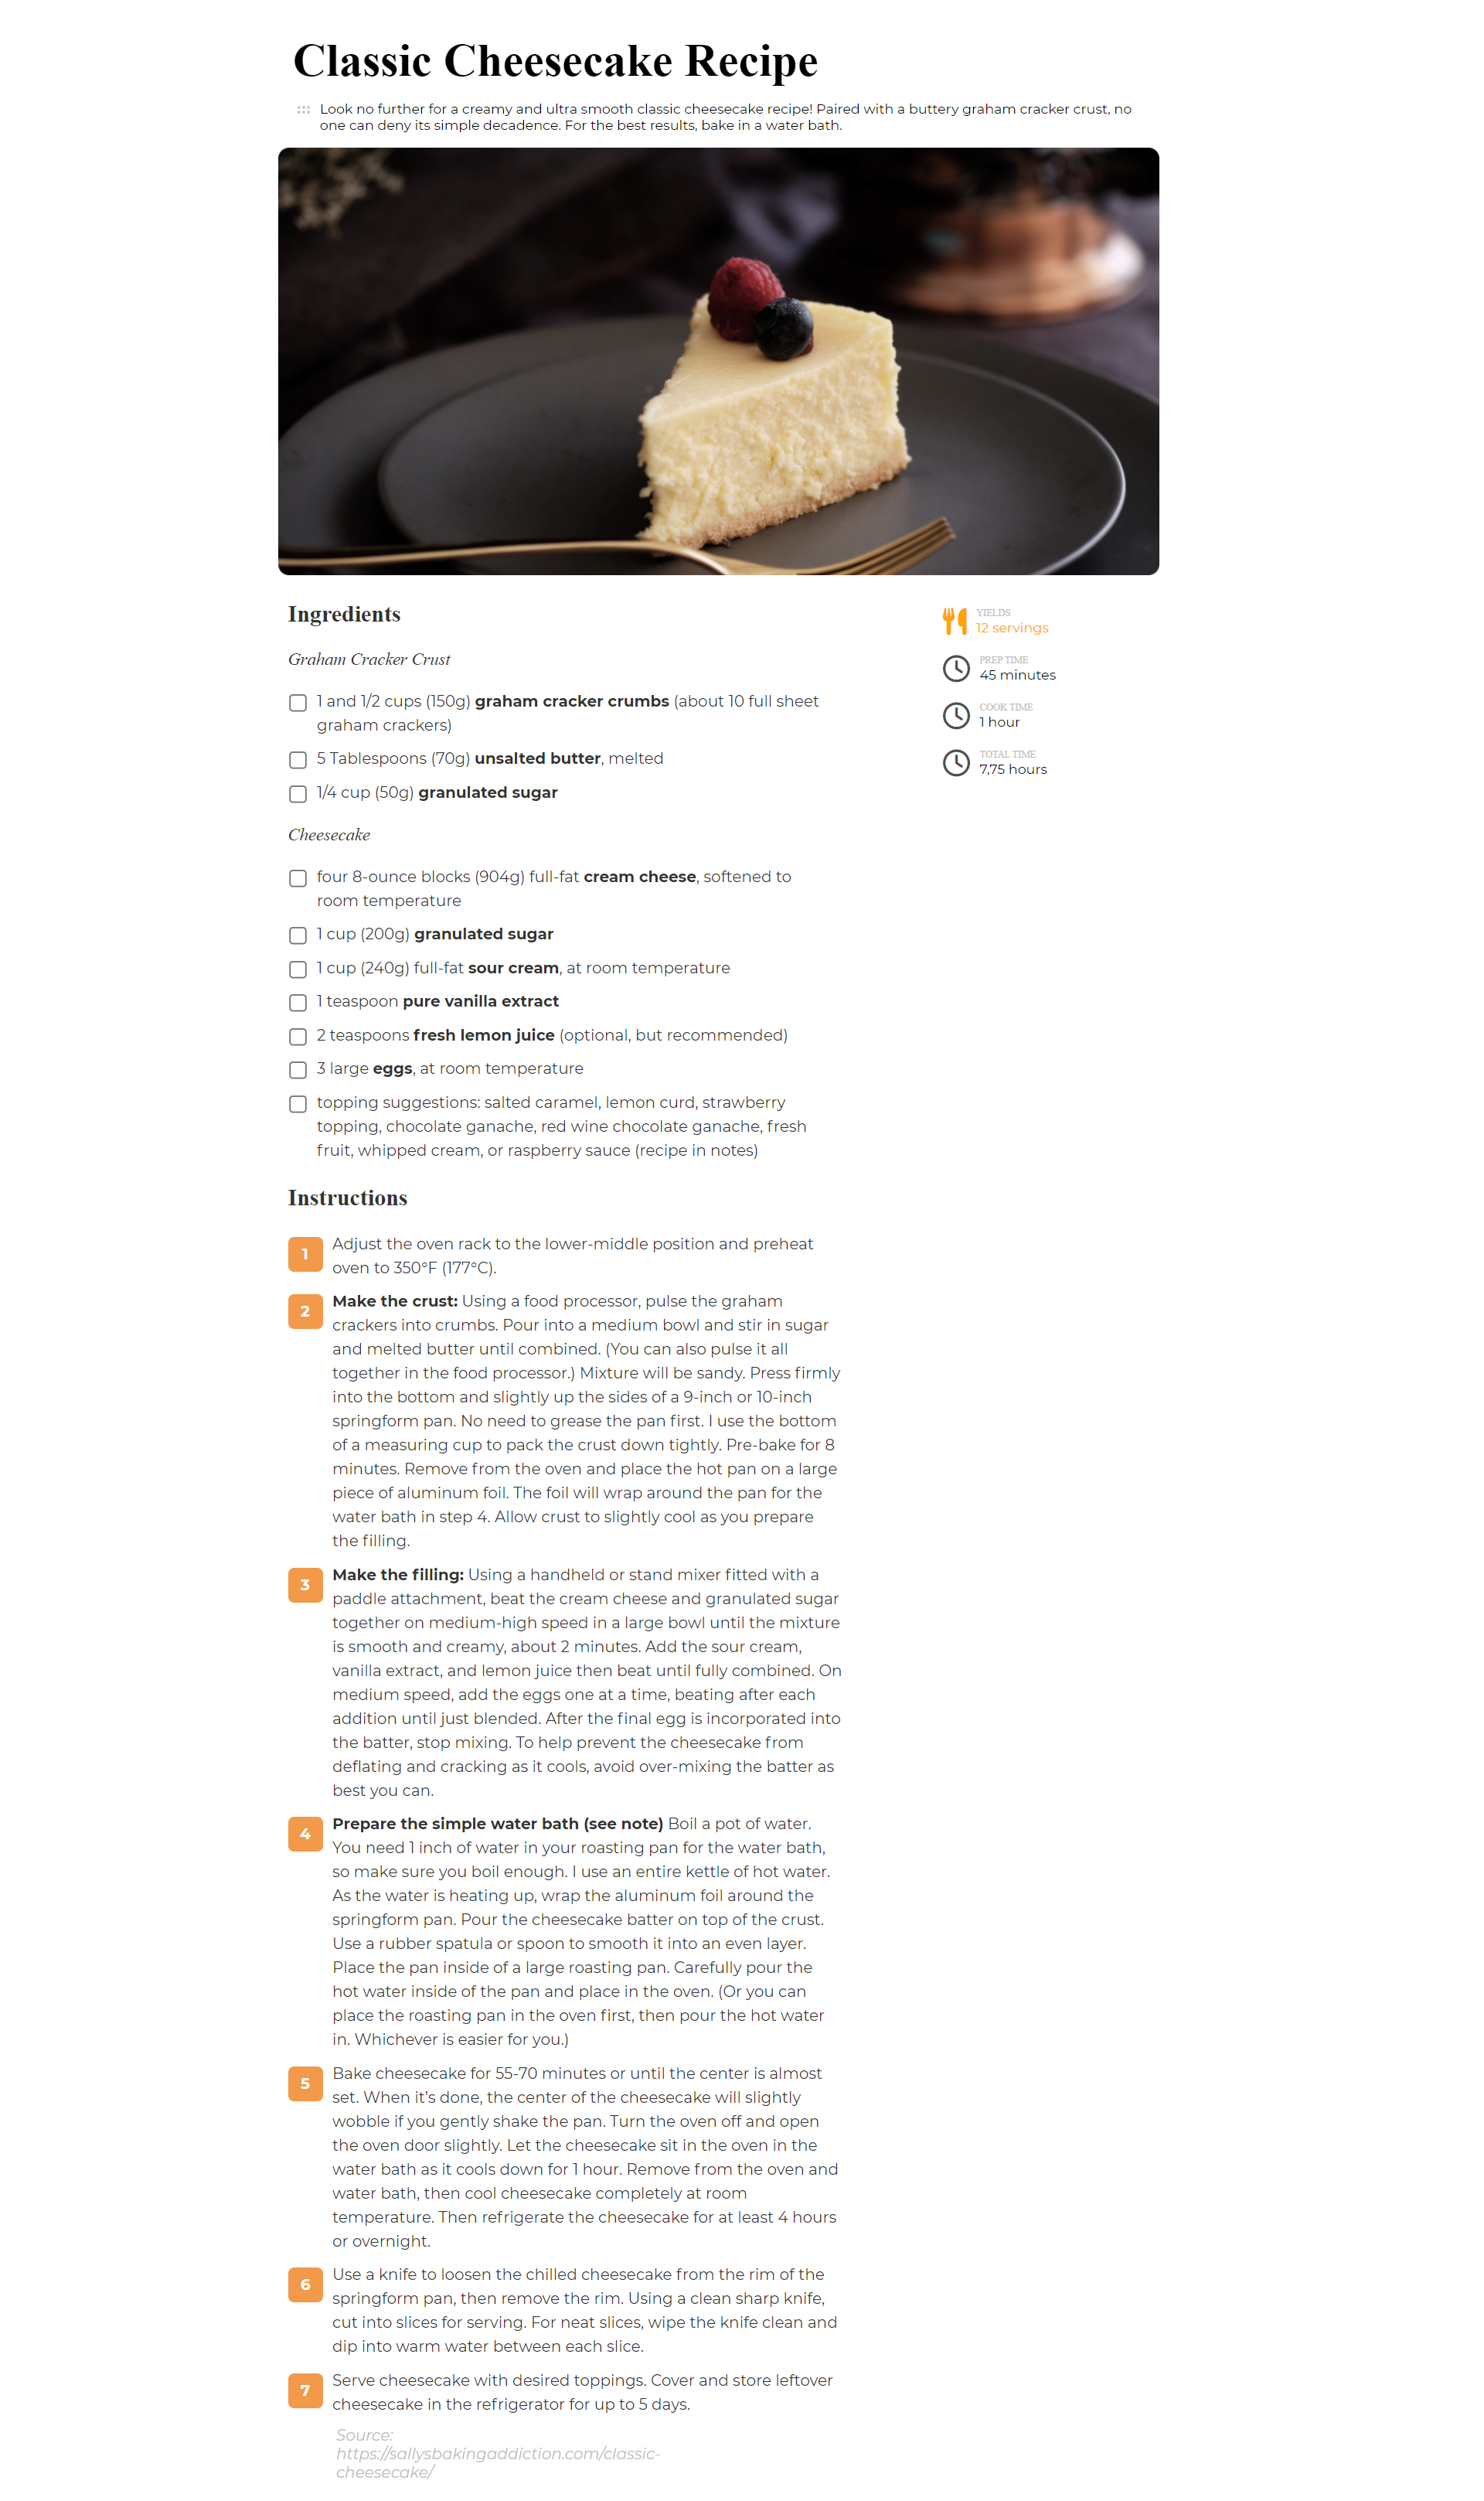 Classic Cheesecake Recipe
Look no further for a creamy and ultra smooth classic cheesecake recipe! Paired with a buttery graham cracker crust, no
one can deny its simple decadence. For the best results, bake in a water bath.
Ingredients
Graham Cracker Crust
1 and 1/2 cups (150g) graham cracker crumbs (about 10 full sheet
graham crackers)
5 Tablespoons (70g) unsalted butter, melted
1/4 cup (50g) granulated sugar
Cheesecake
four 8-ounce blocks (904g) full-fat cream cheese, softened to
room temperature
1 cup (200g) granulated sugar
1 cup (240g) full-fat sour cream, at room temperature
1 teaspoon pure vanilla extract
2 teaspoons fresh lemon juice (optional, but recommended)
3 large eggs, at room temperature
topping suggestions: salted caramel, lemon curd, strawberry
topping, chocolate ganache, red wine chocolate ganache, fresh
fruit, whipped cream, or raspberry sauce (recipe in notes)
YIELDS
12 servings
PREP TIME
45 minutes
COOK TIME
1 hour
TOTAL TIME
7,75 hours
Instructions
1 Adjust the oven rack to the lower-middle position and preheat
oven to 350°F (177°C).
2 Make the crust: Using a food processor, pulse the graham
crackers into crumbs. Pour into a medium bowl and stir in sugar
and melted butter until combined. (You can also pulse it all
together in the food processor.) Mixture will be sandy. Press firmly
into the bottom and slightly up the sides of a 9-inch or 10-inch
springform pan. No need to grease the pan first. I use the bottom
of a measuring cup to pack the crust down tightly. Pre-bake for 8
minutes. Remove from the oven and place the hot pan on a large
piece of aluminum foil. The foil will wrap around the pan for the
water bath in step 4. Allow crust to slightly cool as you prepare
the filling.
3 Make the filling: Using a handheld or stand mixer fitted with a
paddle attachment, beat the cream cheese and granulated sugar
together on medium-high speed in a large bowl until the mixture
is smooth and creamy, about 2 minutes. Add the sour cream,
vanilla extract, and lemon juice then beat until fully combined. On
medium speed, add the eggs one at a time, beating after each
addition until just blended. After the final egg is incorporated into
the batter, stop mixing. To help prevent the cheesecake from
deflating and cracking as it cools, avoid over-mixing the batter as
best you can.
4 Prepare the simple water bath (see note) Boil a pot of water.
You need 1 inch of water in your roasting pan for the water bath,
so make sure you boil enough. I use an entire kettle of hot water.
As the water is heating up, wrap the aluminum foil around the
springform pan. Pour the cheesecake batter on top of the crust.
Use a rubber spatula or spoon to smooth it into an even layer.
Place the pan inside of a large roasting pan. Carefully pour the
hot water inside of the pan and place in the oven. (Or you can
place the roasting pan in the oven first, then pour the hot water
in. Whichever is easier for you.)
5 Bake cheesecake for 55-70 minutes or until the center is almost
set. When it’s done, the center of the cheesecake will slightly
wobble if you gently shake the pan. Turn the oven off and open
the oven door slightly. Let the cheesecake sit in the oven in the
water bath as it cools down for 1 hour. Remove from the oven and
water bath, then cool cheesecake completely at room
temperature. Then refrigerate the cheesecake for at least 4 hours
or overnight.
6 Use a knife to loosen the chilled cheesecake from the rim of the
springform pan, then remove the rim. Using a clean sharp knife,
cut into slices for serving. For neat slices, wipe the knife clean and
dip into warm water between each slice.
7 Serve cheesecake with desired toppings. Cover and store leftover
cheesecake in the refrigerator for up to 5 days.
Source:
https://sallysbakingaddiction.com/classic-
cheesecake/